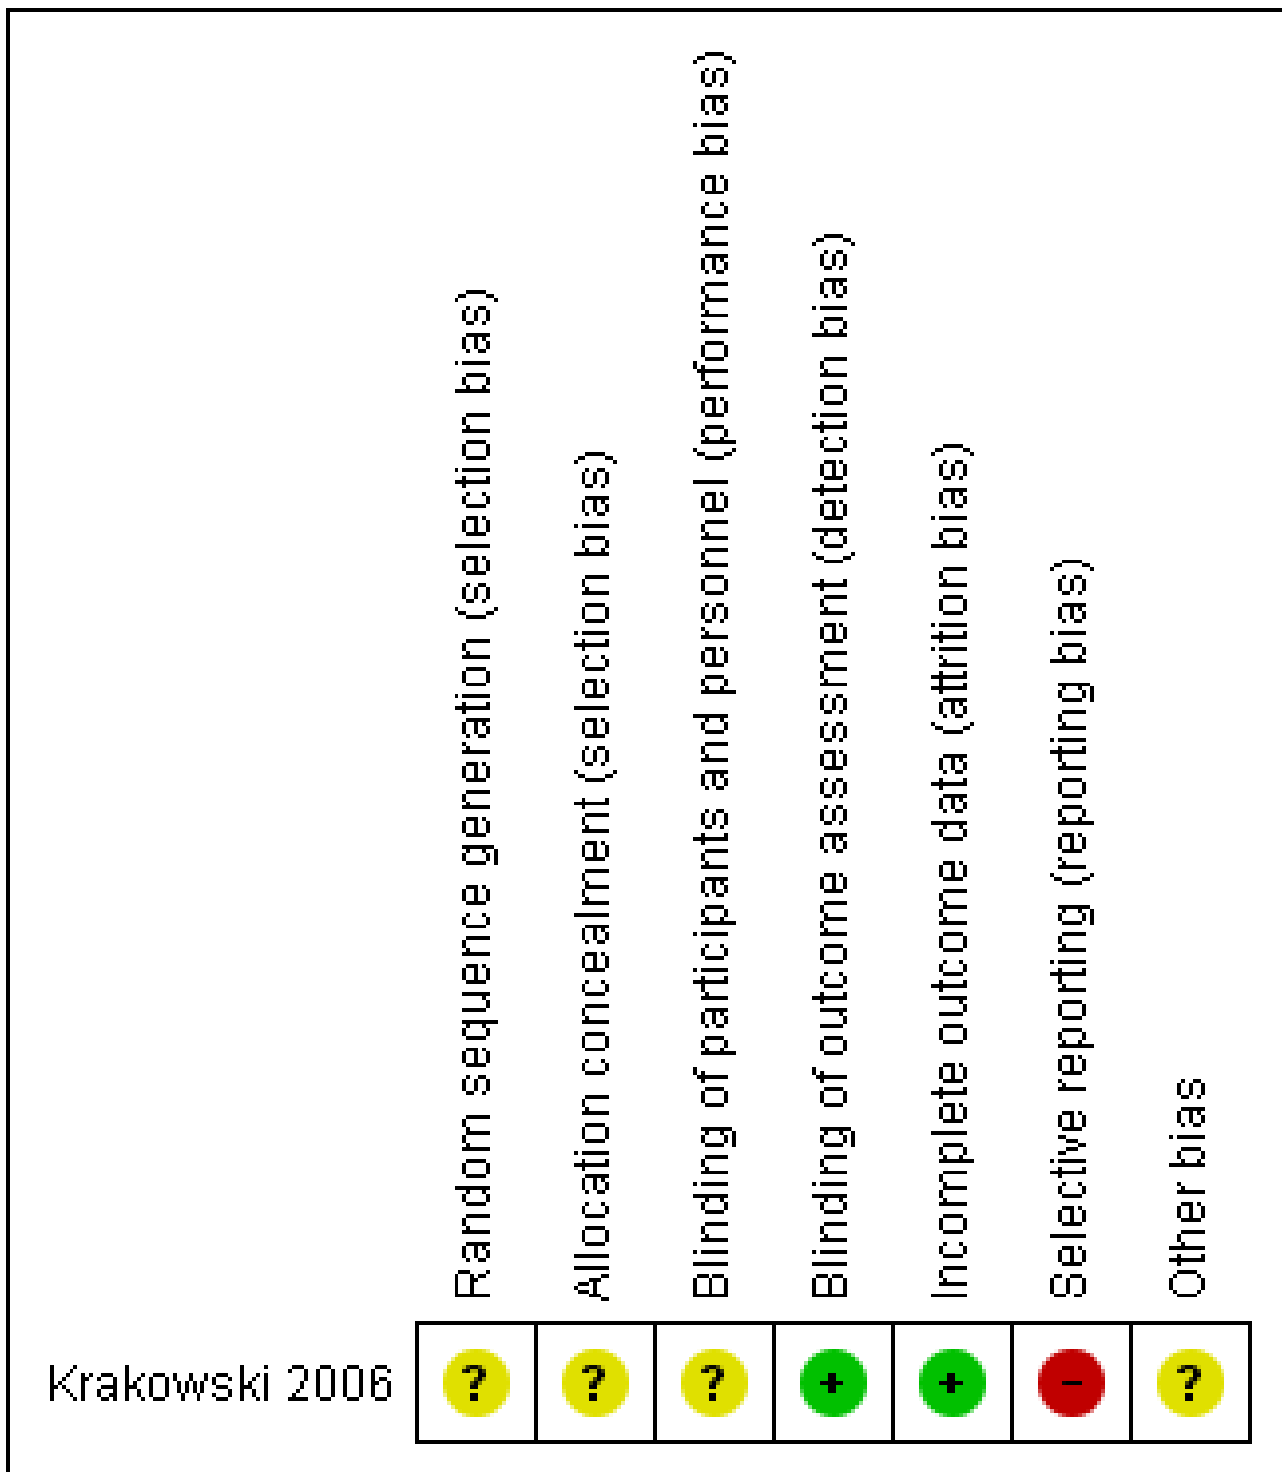 Random sequence generation (selection bias)
Allocation concealment (selection bias)
Blinding of participants and personnel (performance bias)
Blinding of outcome assessment (detection bias)
Incomplete outcome data (attrition bias)
Selective reporting (reporting bias)
Other bias
Krakowski 2006 ? ? ? + + - ?